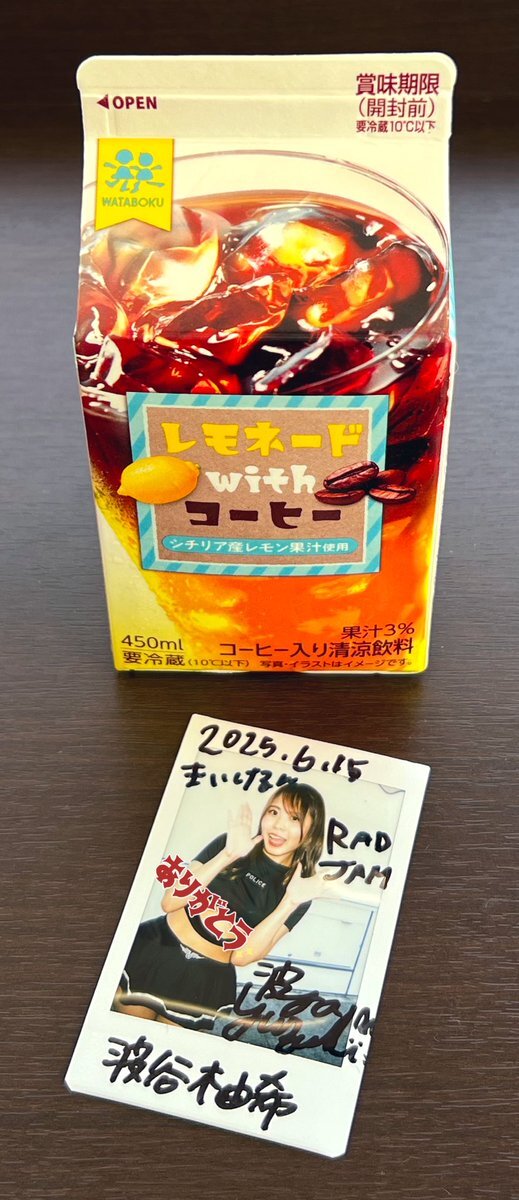 OPEN
賞味期限
(開封前)
要冷蔵10℃以下
WATABOKU
レモネード
with
コーヒー
シチリア産レモン果汁使用
果汁3%
450ml
コーヒー入り清涼飲料
要冷蔵(10℃以下)
写真・イラストはイメージです。
2025.6.15
RAD
JAM
POLICE
ありがとう
波